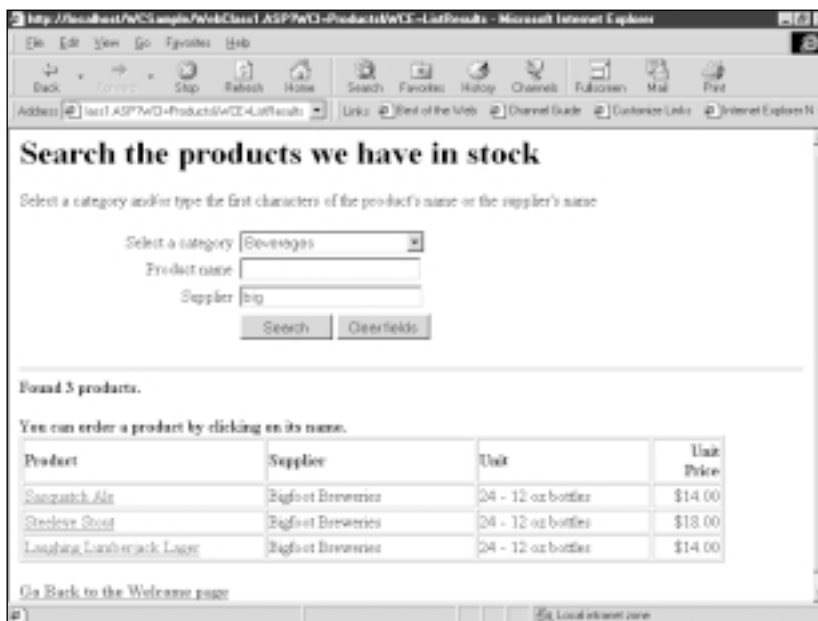 http://localhost/WCSample/WebClass1.ASP?WCI=Products&WCE=ListResults - Microsoft Internet Explorer
File Edit View Go Favorites Help
Back Forward Stop Refresh Home Search Favorites History Channels Fullscreen Mail Print
Address lass1.ASP?WCI=Products&WCE=ListResults Links Best of the Web Channel Guide Customize Links Internet Explorer N
Search the products we have in stock
Select a category and/or type the first characters of the product's name or the supplier's name
Select a category Beverages
Product name
Supplier big
Search Clear fields
Found 3 products.
You can order a product by clicking on its name.
Product Supplier Unit Unit Price
Sasquatch Ale Bigfoot Breweries 24 - 12 oz bottles $14.00
Steeleye Stout Bigfoot Breweries 24 - 12 oz bottles $18.00
Laughing Lumberjack Lager Bigfoot Breweries 24 - 12 oz bottles $14.00
Go Back to the Welcome page
Local intranet zone